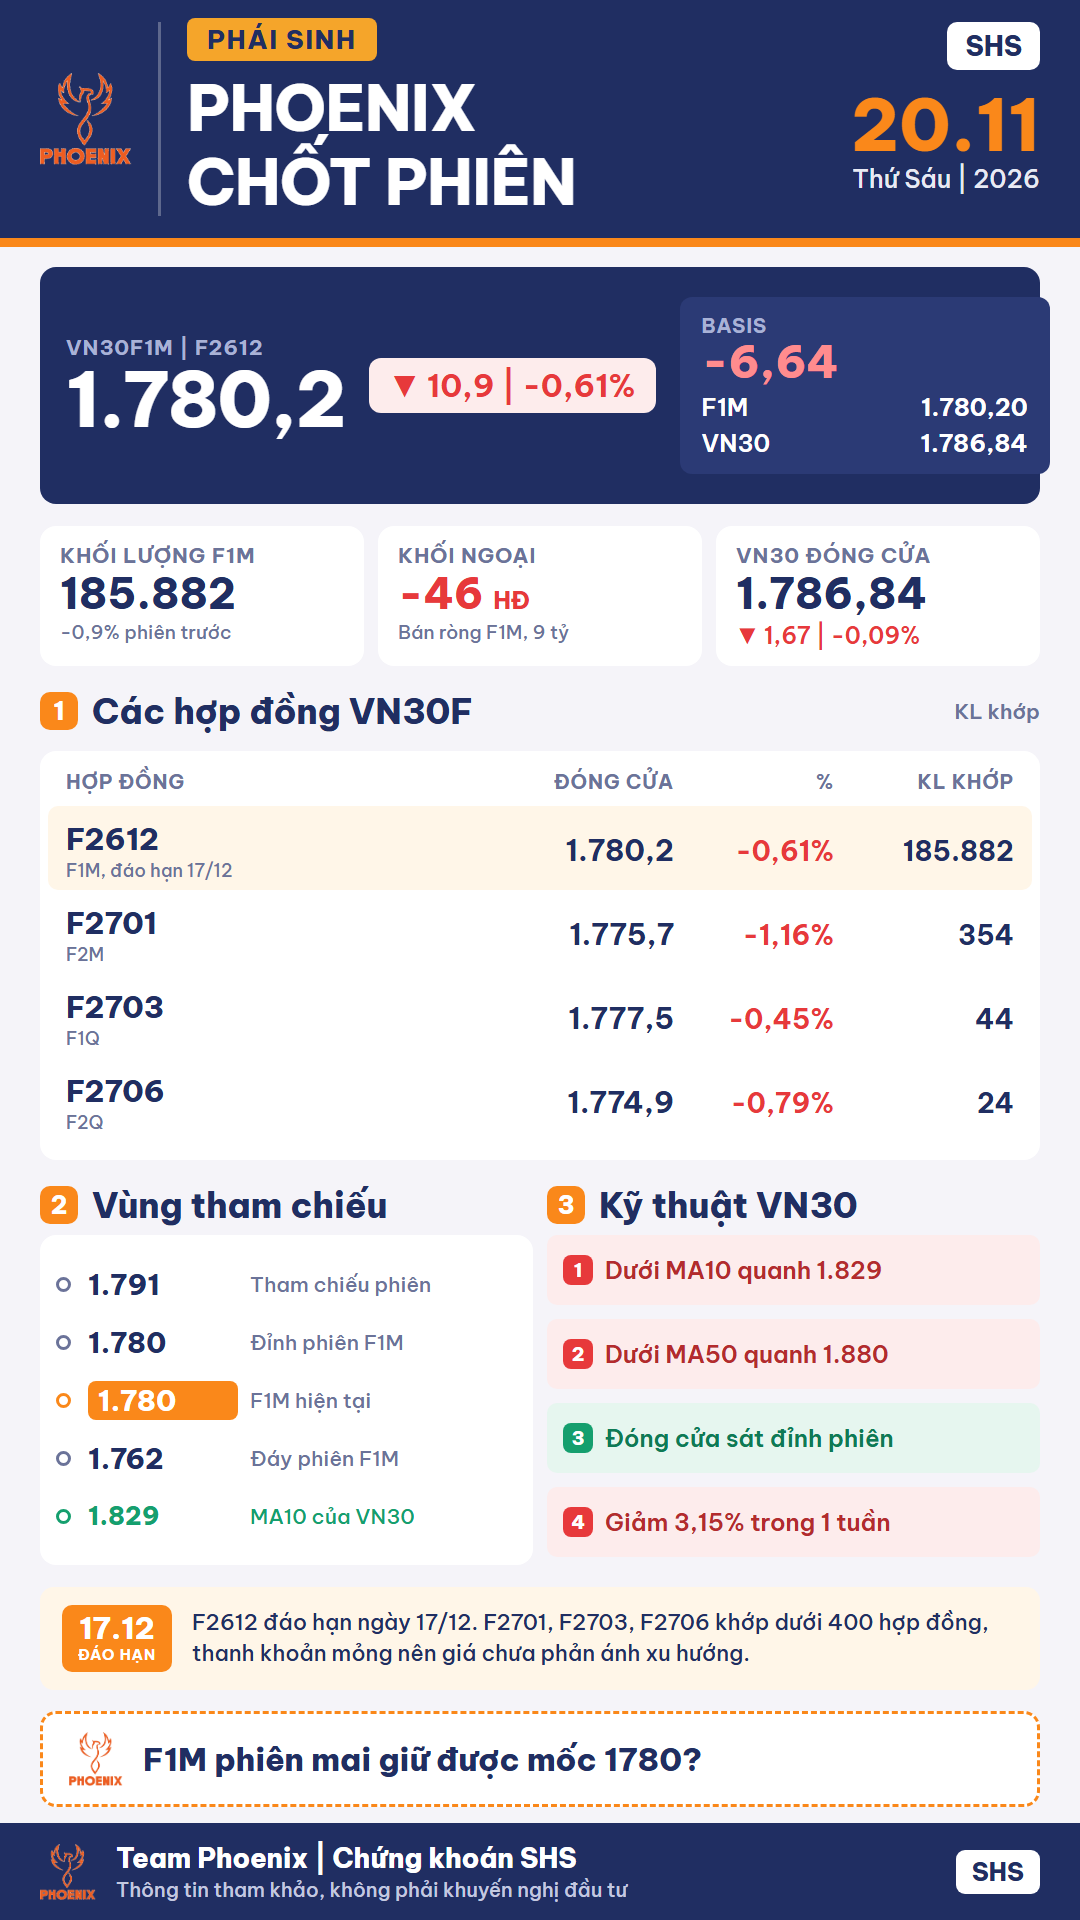 PHOENIX
PHÁI SINH
PHOENIX
CHỐT PHIÊN
SHS
20.11
Thứ Sáu | 2026
VN30F1M | F2612
1.780,2
▼ 10,9 | -0,61%
BASIS
-6,64
F1M 1.780,20
VN30 1.786,84
KHỐI LƯỢNG F1M
185.882
-0,9% phiên trước
KHỐI NGOẠI
-46 HĐ
Bán ròng F1M, 9 tỷ
VN30 ĐÓNG CỬA
1.786,84
▼ 1,67 | -0,09%
1 Các hợp đồng VN30F KL khớp
HỢP ĐỒNG ĐÓNG CỬA % KL KHỚP
F2612 1.780,2 -0,61% 185.882
F1M, đáo hạn 17/12
F2701 1.775,7 -1,16% 354
F2M
F2703 1.777,5 -0,45% 44
F1Q
F2706 1.774,9 -0,79% 24
F2Q
2 Vùng tham chiếu
1.791 Tham chiếu phiên
1.780 Đỉnh phiên F1M
1.780 F1M hiện tại
1.762 Đáy phiên F1M
1.829 MA10 của VN30
3 Kỹ thuật VN30
1 Dưới MA10 quanh 1.829
2 Dưới MA50 quanh 1.880
3 Đóng cửa sát đỉnh phiên
4 Giảm 3,15% trong 1 tuần
17.12
ĐÁO HẠN
F2612 đáo hạn ngày 17/12. F2701, F2703, F2706 khớp dưới 400 hợp đồng,
thanh khoản mỏng nên giá chưa phản ánh xu hướng.
PHOENIX
F1M phiên mai giữ được mốc 1780?
PHOENIX
Team Phoenix | Chứng khoán SHS
Thông tin tham khảo, không phải khuyến nghị đầu tư
SHS